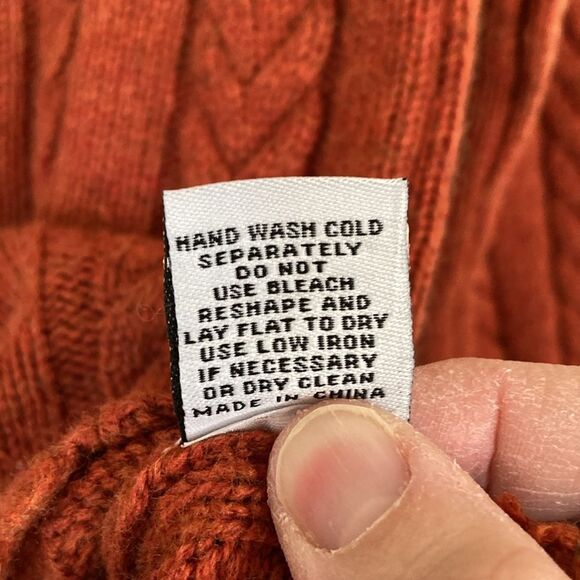 HAND WASH COLD
SEPARATELY
DO NOT
USE BLEACH
RESHAPE AND
LAY FLAT TO DRY
USE LOW IRON
IF NECESSARY
OR DRY CLEAN
MADE IN CHINA